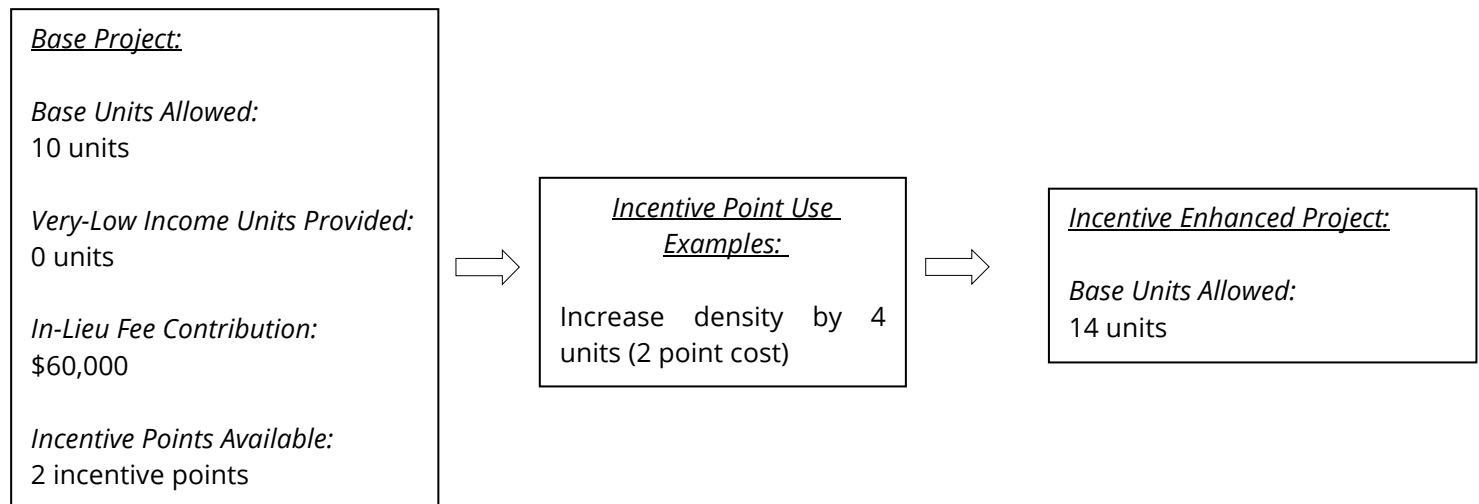 Base Project:
Base Units Allowed:
10 units
Very-Low Income Units Provided:
0 units
In-Lieu Fee Contribution:
$60,000
Incentive Points Available:
2 incentive points
Incentive Point Use
Examples:
Increase density by 4
units (2 point cost)
Incentive Enhanced Project:
Base Units Allowed:
14 units